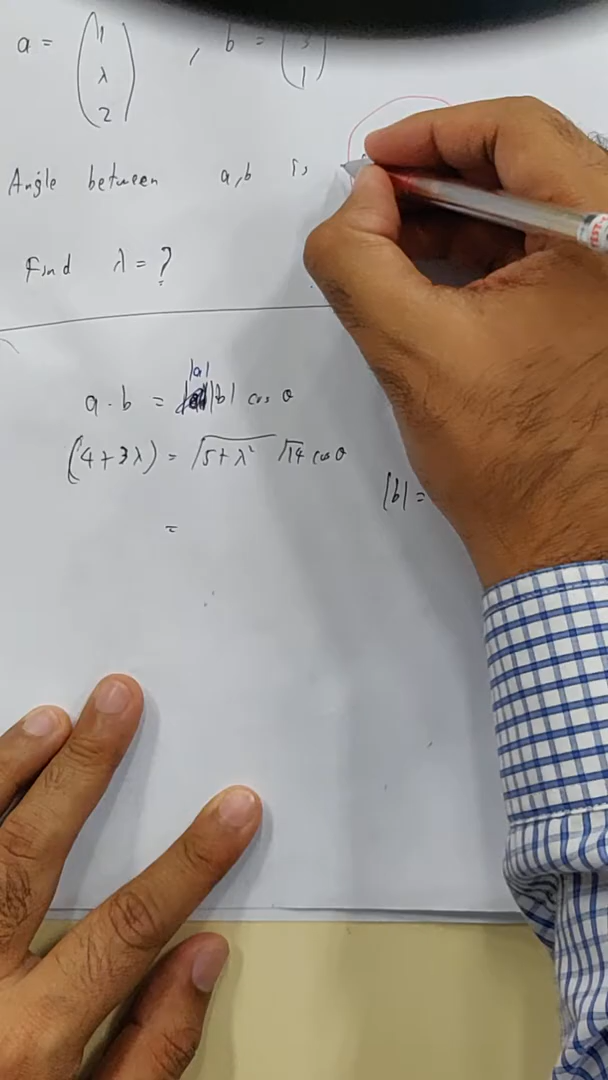 a = (1 λ 2) , b = ( 3 1)
Angle between a,b is
Find λ = ?
a · b = |a||b| cos θ
(4+3λ) = √5+λ² √14 cos θ
|b| =
=